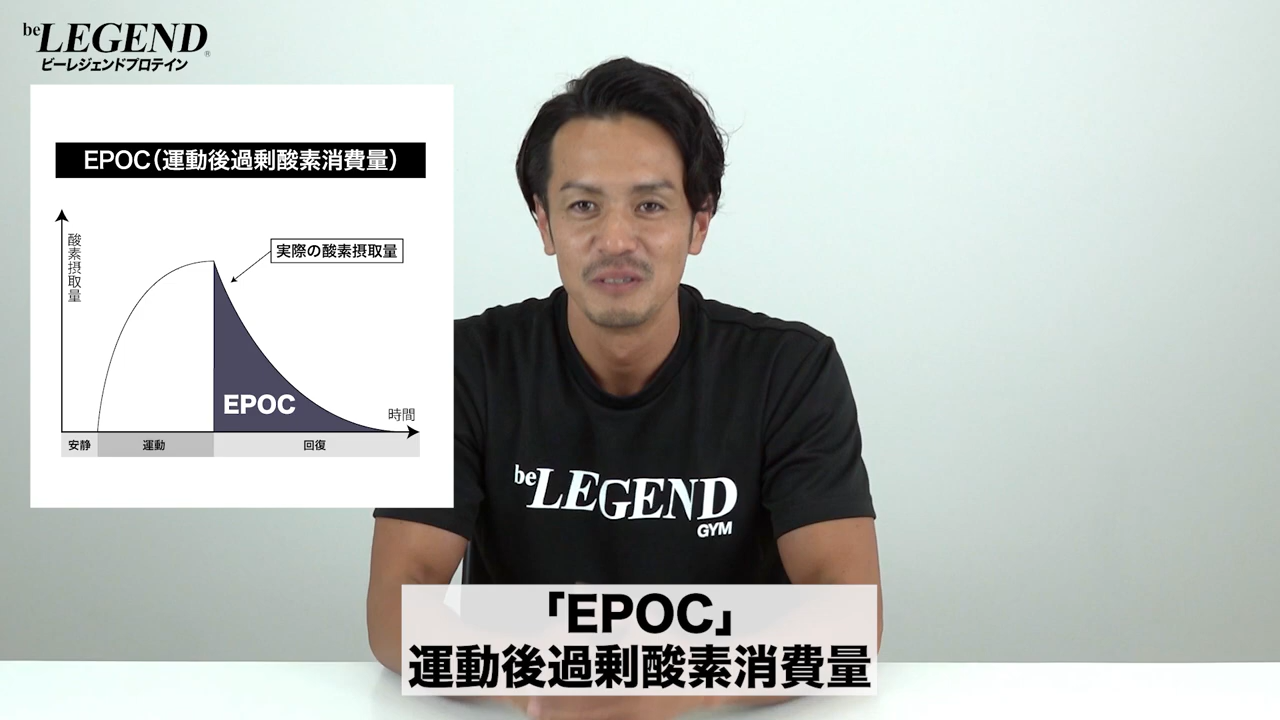 be LEGEND®
ビーレジェンドプロテイン
EPOC(運動後過剰酸素消費量)
酸素摂取量
実際の酸素摂取量
EPOC
時間
安静
運動
回復
be LEGEND
GYM
「EPOC」
運動後過剰酸素消費量